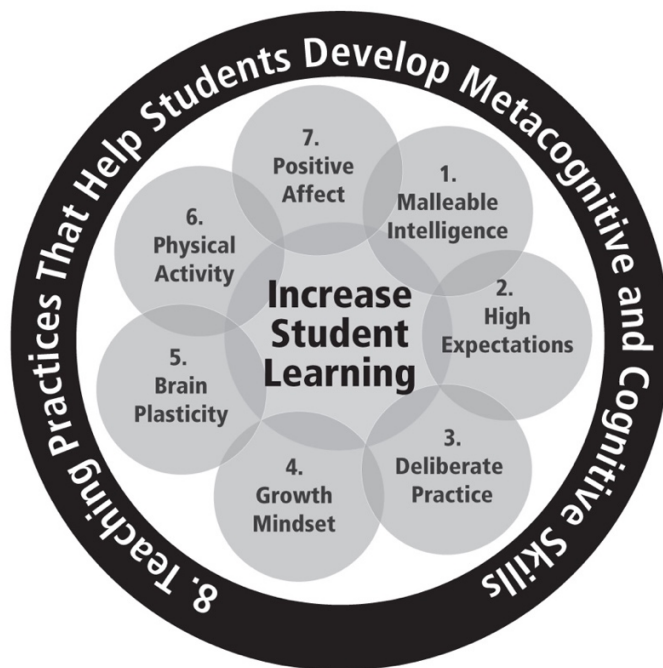 8. Teaching Practices That Help Students Develop Metacognitive and Cognitive Skills
7.
Positive
Affect
1.
Malleable
Intelligence
2.
High
Expectations
3.
Deliberate
Practice
4.
Growth
Mindset
5.
Brain
Plasticity
6.
Physical
Activity
Increase
Student
Learning